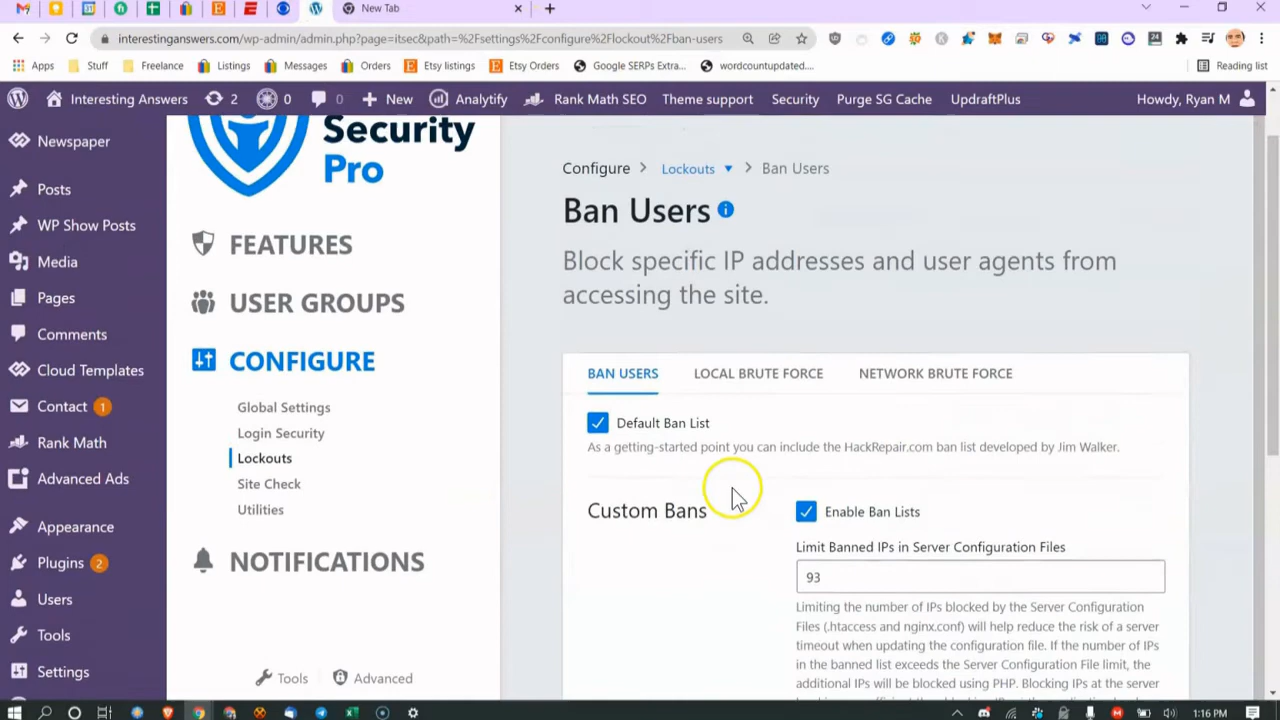 New Tab
interestinganswers.com/wp-admin/admin.php?page=itsec&path=%2Fsettings%2Fconfigure%2Flockout%2Fban-users
Apps Stuff Freelance Listings Messages Orders Etsy listings Etsy Orders Google SERPs Extra... wordcountupdated.... Reading list
Interesting Answers 2 0 0 New Analytify Rank Math SEO Theme support Security Purge SG Cache UpdraftPlus Howdy, Ryan M
Newspaper
Posts
WP Show Posts
Media
Pages
Comments
Cloud Templates
Contact 1
Rank Math
Advanced Ads
Appearance
Plugins 2
Users
Tools
Settings
Security
Pro
FEATURES
USER GROUPS
CONFIGURE
Global Settings
Login Security
Lockouts
Site Check
Utilities
NOTIFICATIONS
Tools Advanced
Configure > Lockouts > Ban Users
Ban Users
Block specific IP addresses and user agents from
accessing the site.
BAN USERS LOCAL BRUTE FORCE NETWORK BRUTE FORCE
Default Ban List
As a getting-started point you can include the HackRepair.com ban list developed by Jim Walker.
Custom Bans
Enable Ban Lists
Limit Banned IPs in Server Configuration Files
93
Limiting the number of IPs blocked by the Server Configuration
Files (.htaccess and nginx.conf) will help reduce the risk of a server
timeout when updating the configuration file. If the number of IPs
in the banned list exceeds the Server Configuration File limit, the
additional IPs will be blocked using PHP. Blocking IPs at the server
1:16 PM